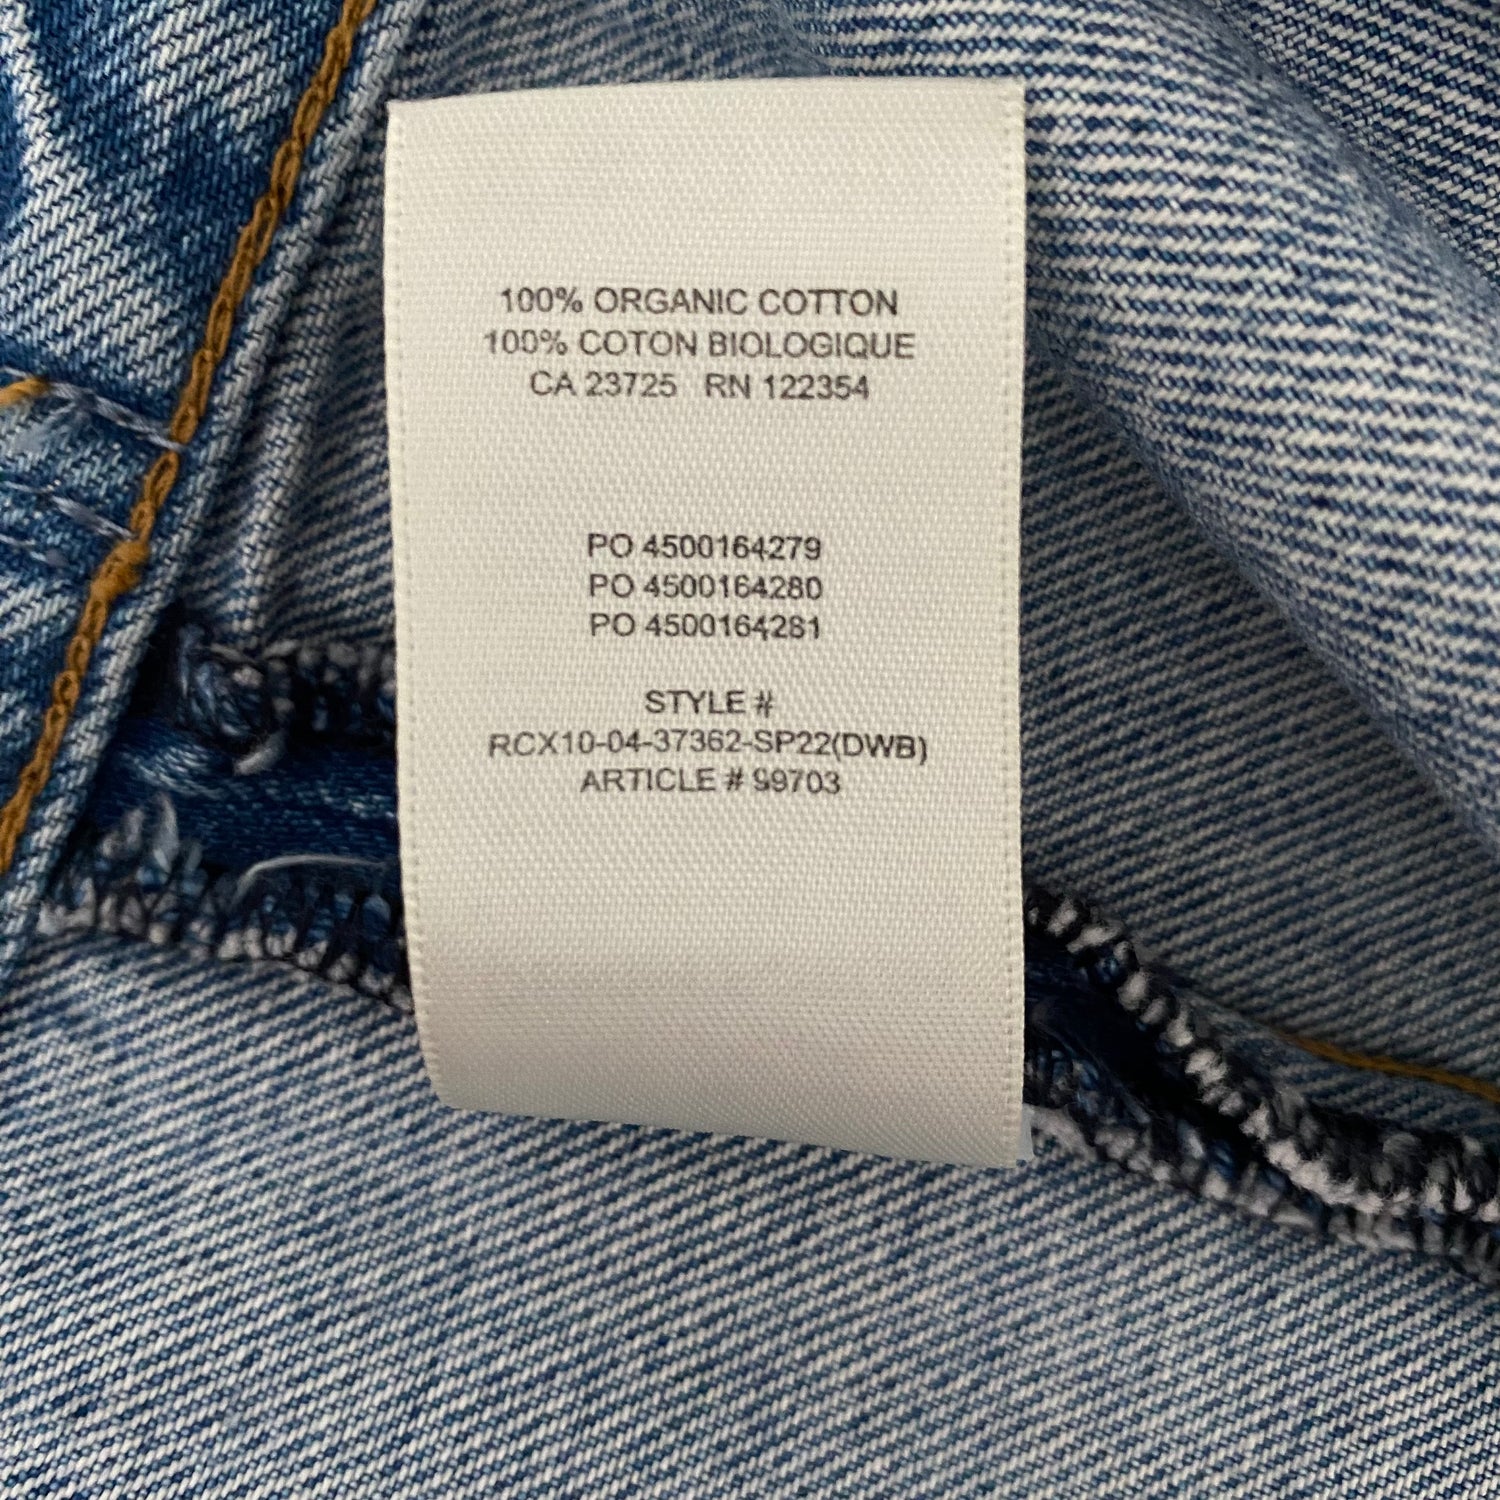 100% ORGANIC COTTON
100% COTON BIOLOGIQUE
CA 23725 RN 122354
PO 4500164279
PO 4500164280
PO 4500164281
STYLE #
RCX10-04-37362-SP22(DWB)
ARTICLE # 99703